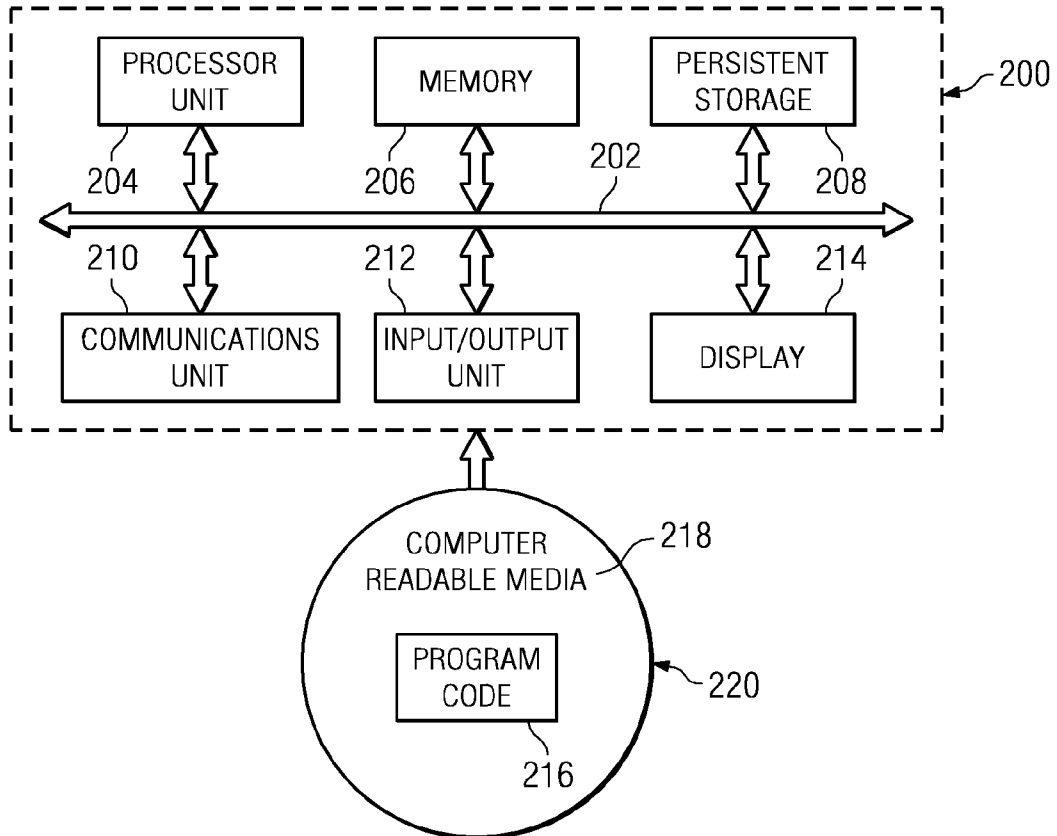 PROCESSOR
UNIT
MEMORY
PERSISTENT
STORAGE
200
204
206
202
208
210
212
214
COMMUNICATIONS
UNIT
INPUT/OUTPUT
UNIT
DISPLAY
COMPUTER
READABLE MEDIA
218
PROGRAM
CODE
220
216